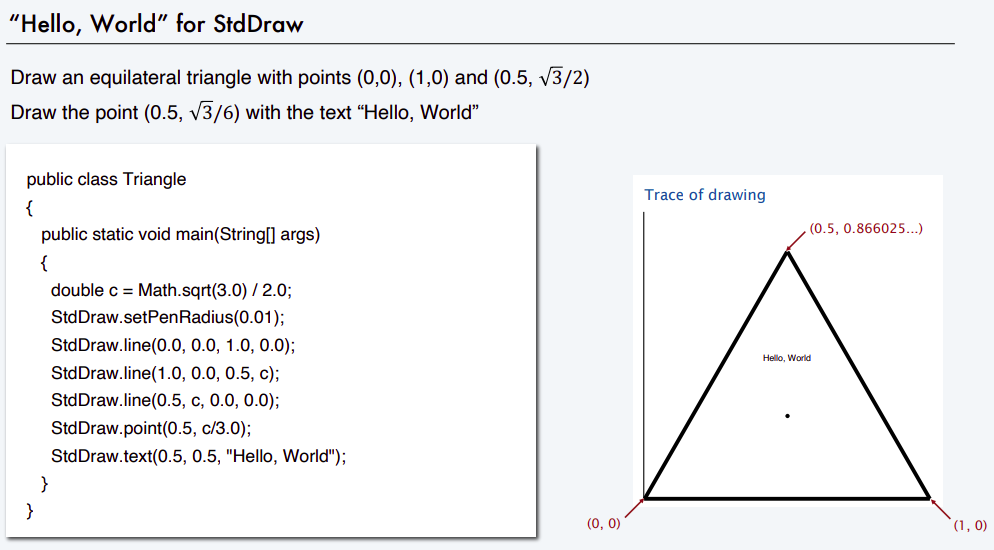 “Hello, World” for StdDraw
Draw an equilateral triangle with points (0,0), (1,0) and (0.5, √3/2)
Draw the point (0.5, √3/6) with the text “Hello, World”
public class Triangle
{
public static void main(String[] args)
{
double c = Math.sqrt(3.0) / 2.0;
StdDraw.setPenRadius(0.01);
StdDraw.line(0.0, 0.0, 1.0, 0.0);
StdDraw.line(1.0, 0.0, 0.5, c);
StdDraw.line(0.5, c, 0.0, 0.0);
StdDraw.point(0.5, c/3.0);
StdDraw.text(0.5, 0.5, "Hello, World");
}
}
Trace of drawing
(0.5, 0.866025...)
Hello, World
(0, 0)
(1, 0)